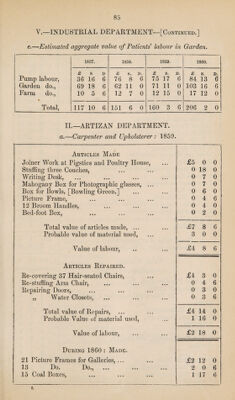 85
V.—INDUSTRIAL DEPARTMENT—[Continued.]
c.—Estimated aggregate value of Patients' labour in Garden.
1857. 1858. 1859. 1860.
£ s. D. £ s. D. £ s. D. £ s. D.
Pump labour, 36 16 6 76 8 6 75 17 6 84 13 6
Garden do., 69 18 6 62 11 0 71 11 0 103 16 6
Farm do., 10 5 6 12 7 0 12 15 0 17 12 0
Total, 117 10 6 151 6 0 160 3 6 206 2 0
II.—ARTIZAN DEPARTMENT.
a.—Carpenter and Upholsterer: 1859.
Articles Made
Joiner Work at Pigsties and Poultry House, ... £5 0 0
Stuffing three Couches, ... ... ... 0 18 0
Writing Desk, ... ... ... ... 0 7 0
Mahogany Box for Photographic glasses, ... ... 0 7 0
Box for Bowls, [Bowling Green.] ... ... 0 6 0
Picture Frame, ... ... ... 0 4 6
12 Broom Handles, ... ... ... 0 4 0
Bed-foot Box, ... ... ... 0 2 0
Total value of articles made, ... ... £7 8 6
Probable value of material used, ... 3 0 0
Value of labour, ... ... £4 8 6
Articles Repaired.
Re-covering 37 Hair-seated Chairs, ... ... £4 3 0
Re-stuffing Arm Chair, ... ... ... 0 4 6
Repairing Doors, ... ... ... 0 3 0
„ Water Closets, ... ... ... 0 3 6
Total value of Repairs, ... ... £4 14 0
Probable Value of material used, ... 1 16 0
Value of labour, ... £2 18 0
During 1860: Made.
21 Picture Frames for Galleries, ... ... £2 12 0
13 Do. Do., ... ... ... 2 0 6
15 Coal Boxes, ... ... ... 1 17 6